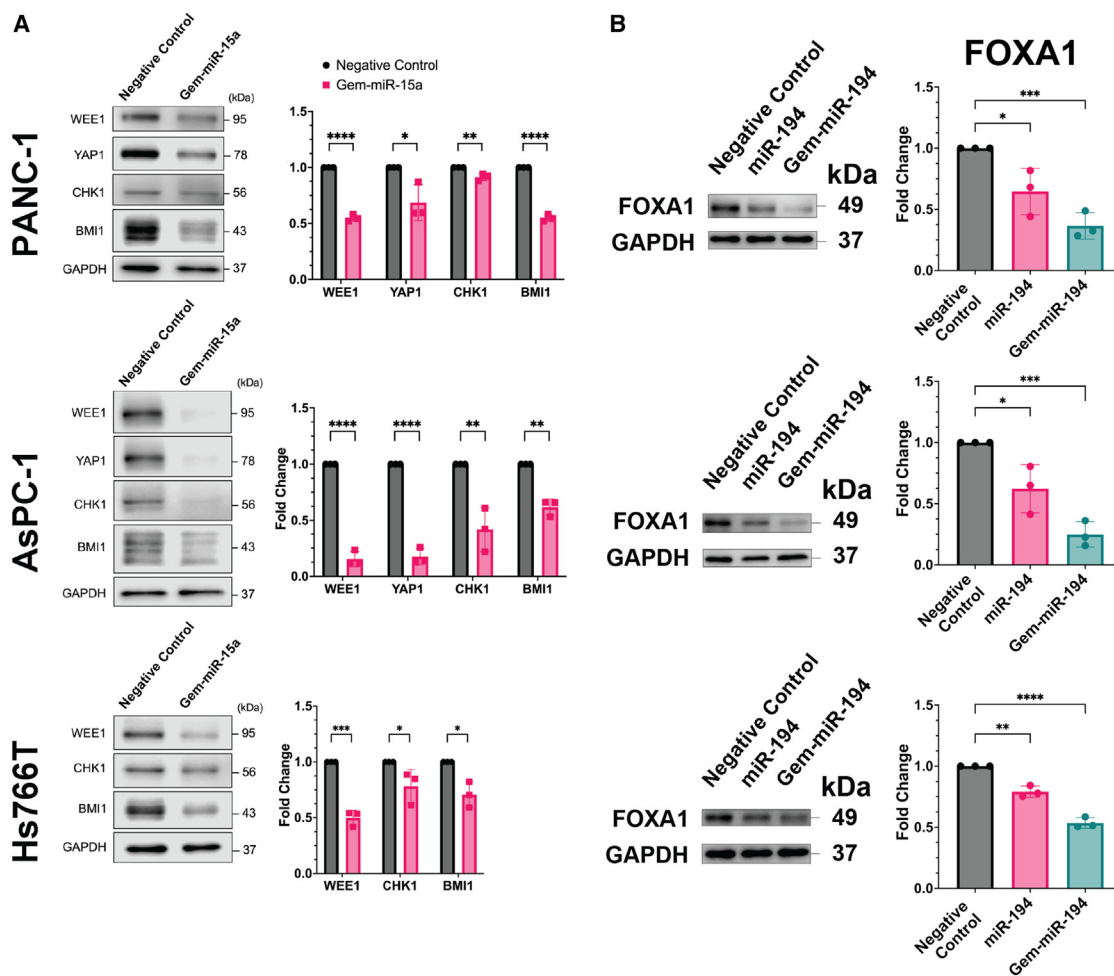 A
PANC-1
Negative Control
Gem-miR-15a
(kDa)
WEE1
95
YAP1
78
CHK1
56
BMI1
43
GAPDH
37
Negative Control
Gem-miR-15a
1.5
1.0
0.5
0.0
****
*
**
****
WEE1
YAP1
CHK1
BMI1
AsPC-1
Negative Control
Gem-miR-15a
(kDa)
WEE1
95
YAP1
78
CHK1
56
BMI1
43
GAPDH
37
Fold Change
1.5
1.0
0.5
0.0
****
****
**
**
WEE1
YAP1
CHK1
BMI1
Hs766T
Negative Control
Gem-miR-15a
(kDa)
WEE1
95
CHK1
56
BMI1
43
GAPDH
37
Fold Change
1.5
1.0
0.5
0.0
***
*
*
WEE1
CHK1
BMI1
B
FOXA1
Negative Control
miR-194
Gem-miR-194
kDa
FOXA1
49
GAPDH
37
Fold Change
1.5
1.0
0.5
0.0
***
*
Negative
Control
miR-194
Gem-miR-194
Negative Control
miR-194
Gem-miR-194
kDa
FOXA1
49
GAPDH
37
Fold Change
1.5
1.0
0.5
0.0
***
*
Negative
Control
miR-194
Gem-miR-194
Negative Control
miR-194
Gem-miR-194
kDa
FOXA1
49
GAPDH
37
Fold Change
1.5
1.0
0.5
0.0
****
**
Negative
Control
miR-194
Gem-miR-194